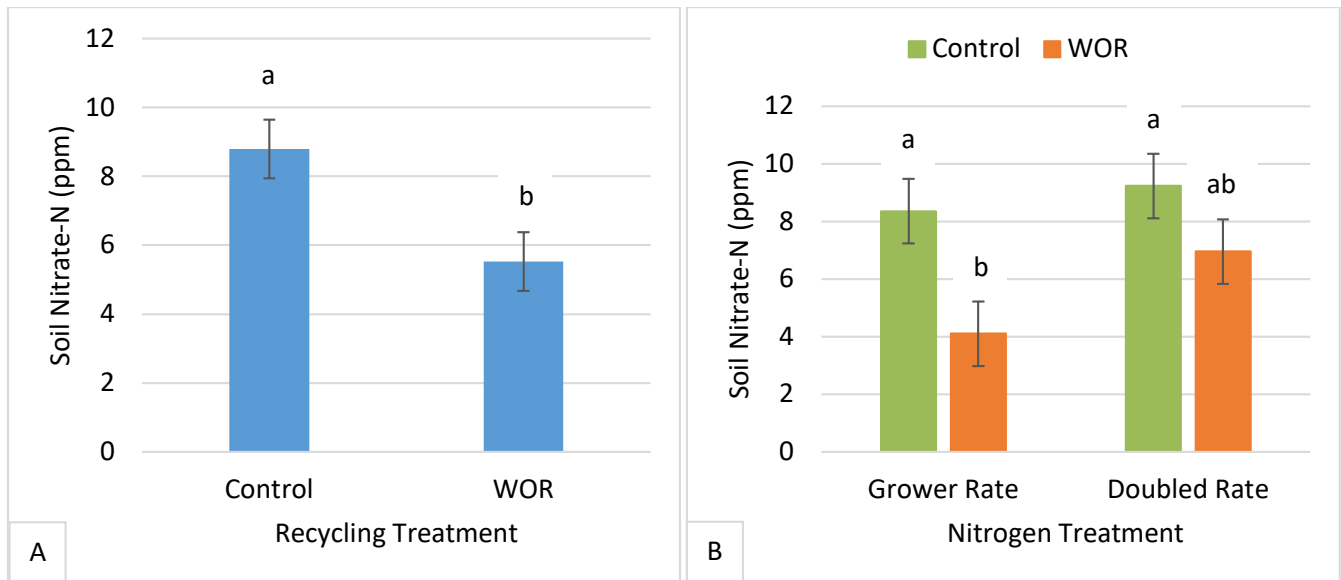 12
10
8
6
4
2
0
Soil Nitrate-N (ppm)
a
b
Control WOR
Recycling Treatment
A
Control WOR
12
10
8
6
4
2
0
Soil Nitrate-N (ppm)
a
b
a
ab
Grower Rate Doubled Rate
Nitrogen Treatment
B